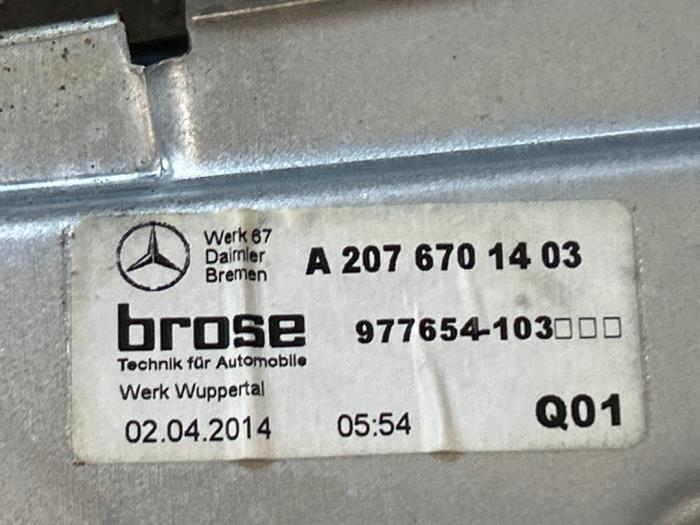 Werk 67
Daimler
Bremen
A 207 670 14 03
brose
977654-103□□□
Technik für Automobile
Werk Wuppertal
02.04.2014 05:54
Q01